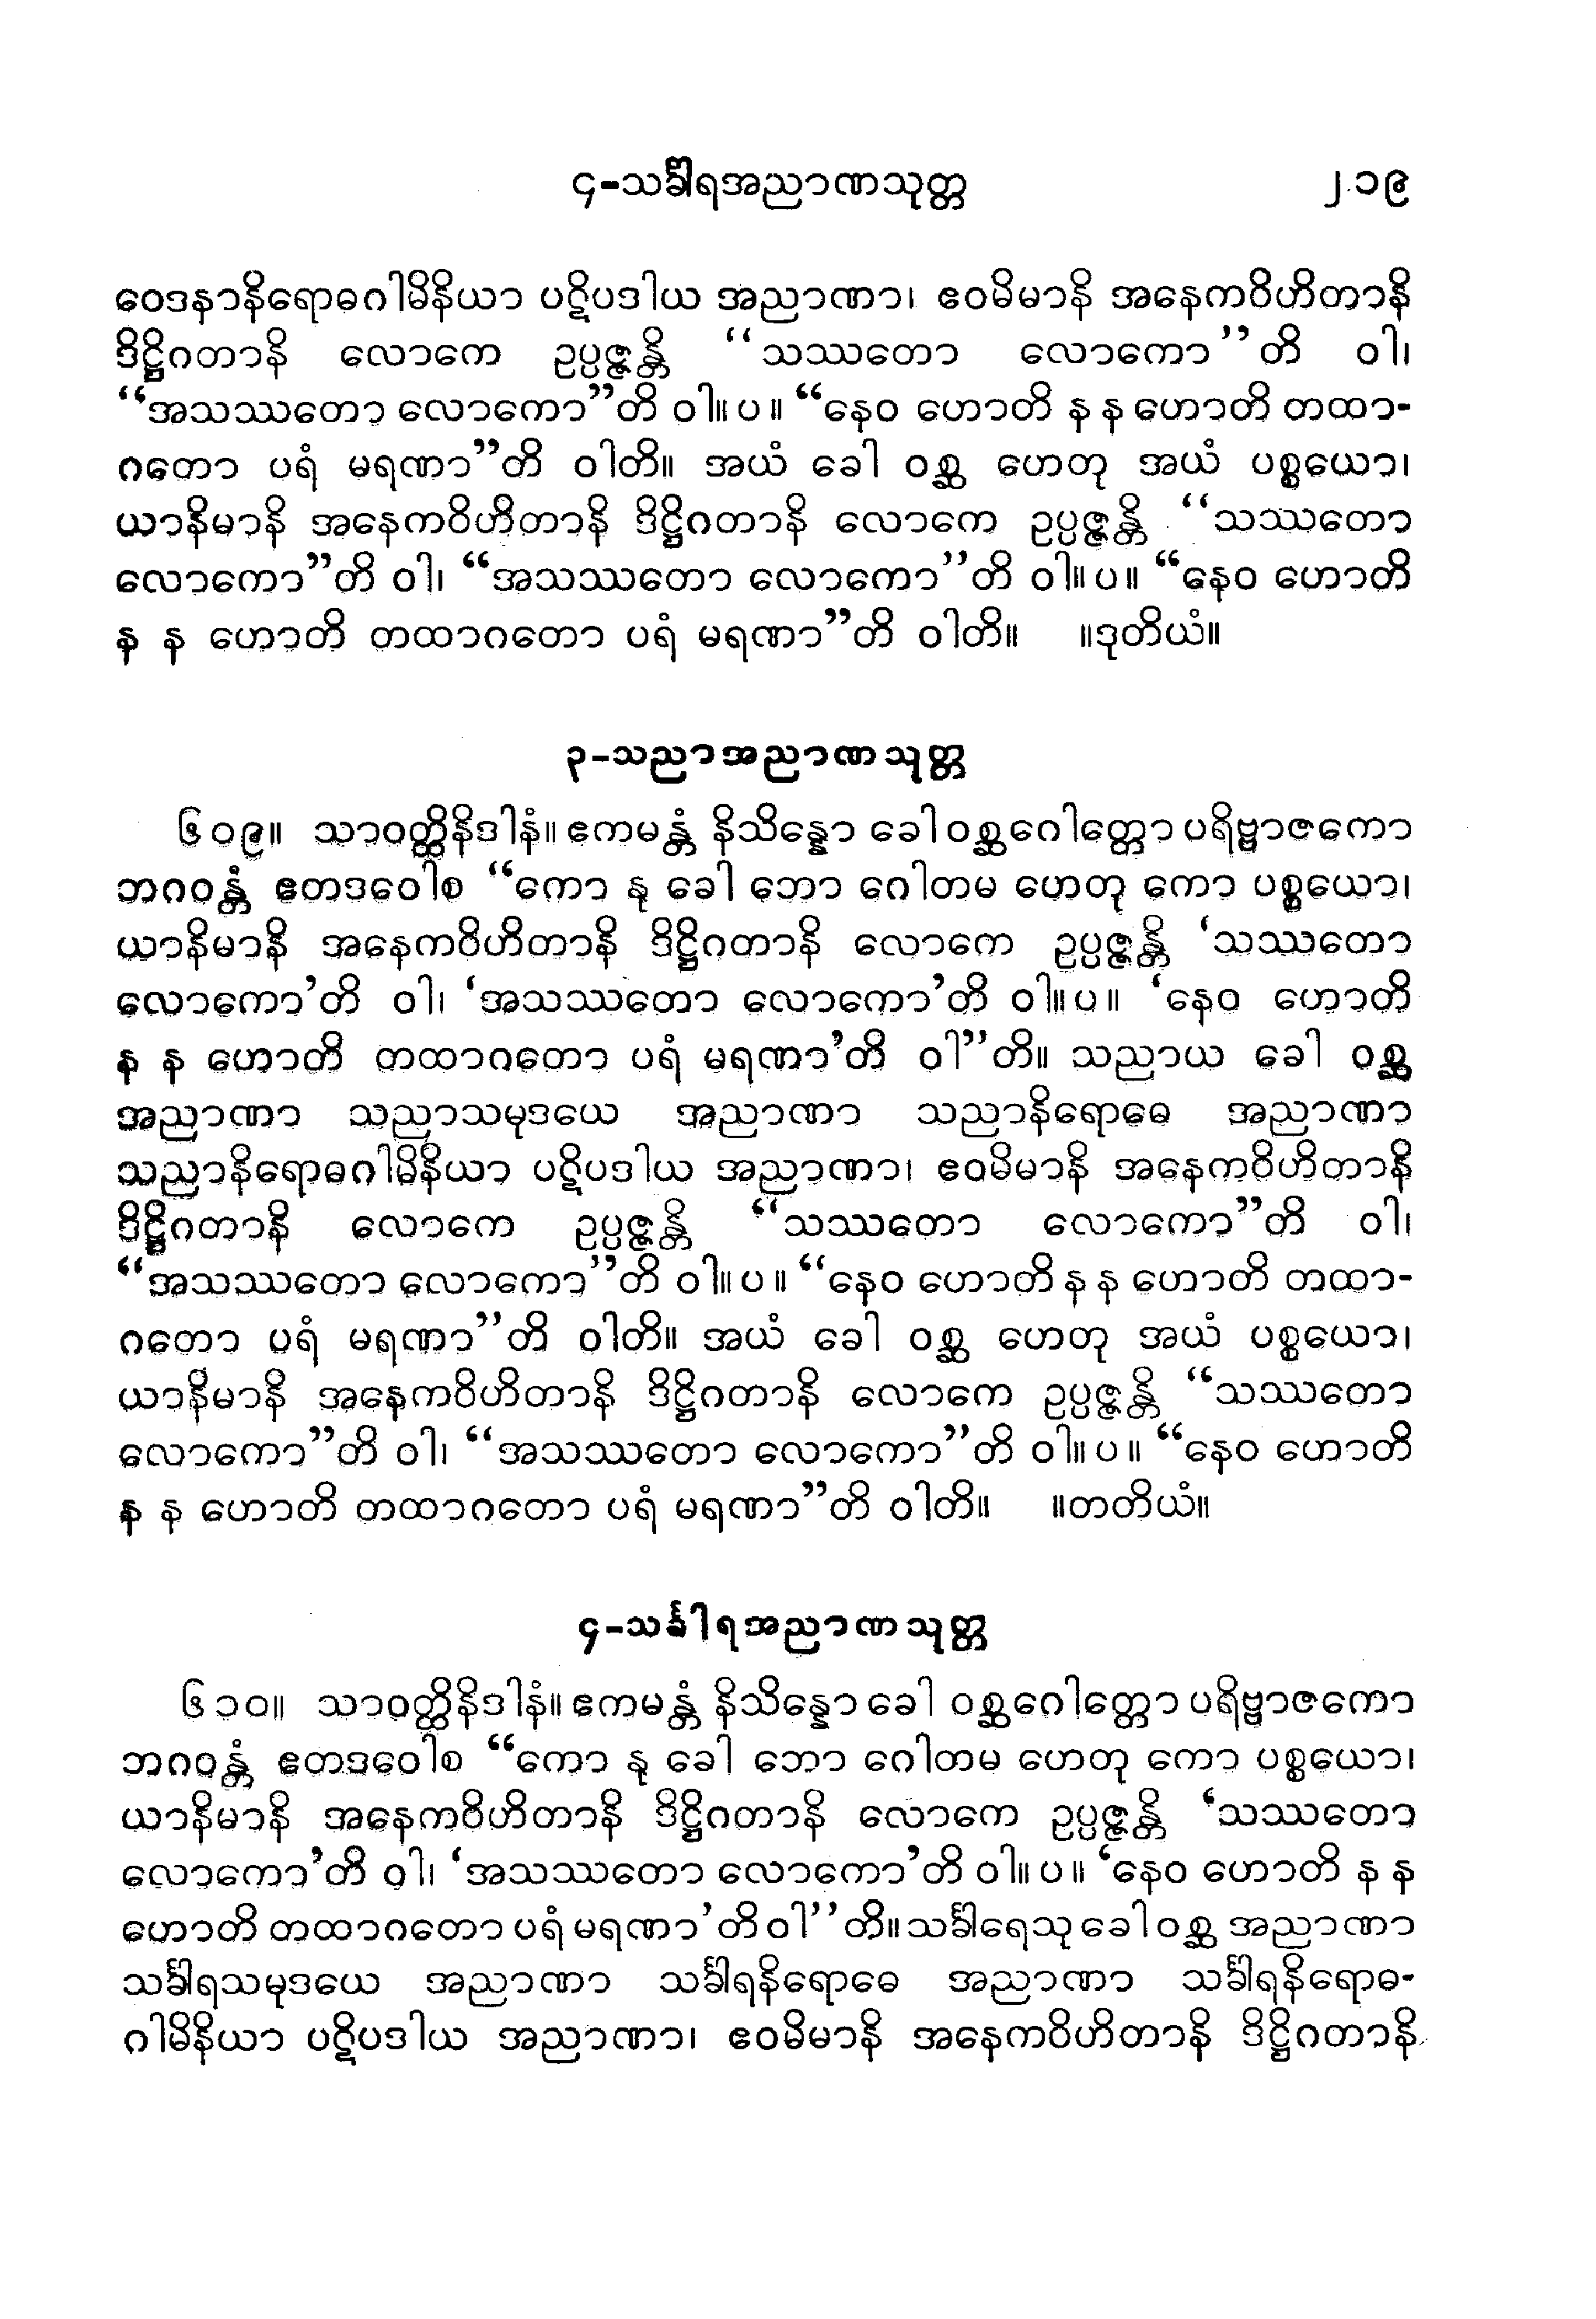 ၄-သင်္ခါရအညာဏသုတ္တ ၂၁၉
ဝေဒနာနိရောဓဂါမိနိယာ ပဋိပဒါယ အညာဏာ၊ ဧဝမိမာနိ အနေကဝိဟိတာနိ
ဒိဋ္ဌိဂတာနိ လောကေ ဥပ္ပဇ္ဇန္တိ “သဿတော လောကော”တိ ဝါ၊
“အသဿတော လောကော”တိ ဝါ။ ပ ။ “နေဝ ဟောတိ န န ဟောတိ တထာ-
ဂတော ပရံ မရဏာ”တိ ဝါတိ။ အယံ ခေါ ဝစ္ဆ ဟေတု အယံ ပစ္စယော၊
ယာနိမာနိ အနေကဝိဟိတာနိ ဒိဋ္ဌိဂတာနိ လောကေ ဥပ္ပဇ္ဇန္တိ “သဿတော
လောကော”တိ ဝါ၊ “အသဿတော လောကော”တိ ဝါ။ ပ ။ “နေဝ ဟောတိ
န န ဟောတိ တထာဂတော ပရံ မရဏာ”တိ ဝါတိ။ ။ဒုတိယံ။
၃-သညာအညာဏသုတ္တ
၆၀၉။ သာဝတ္ထိနိဒါနံ။ ဧကမန္တံ နိသိန္နော ခေါ ဝစ္ဆဂေါတ္တော ပရိဗ္ဗာဇကော
ဘဂဝန္တံ ဧတဒဝေါစ “ကော နု ခေါ ဘော ဂေါတမ ဟေတု ကော ပစ္စယော၊
ယာနိမာနိ အနေကဝိဟိတာနိ ဒိဋ္ဌိဂတာနိ လောကေ ဥပ္ပဇ္ဇန္တိ ‘သဿတော
လောကော’တိ ဝါ၊ ‘အသဿတော လောကော’တိ ဝါ။ ပ ။ ‘နေဝ ဟောတိ
န န ဟောတိ တထာဂတော ပရံ မရဏာ’တိ ဝါ”တိ။ သညာယ ခေါ ဝစ္ဆ
အညာဏာ သညာသမုဒယေ အညာဏာ သညာနိရောဓေ အညာဏာ
သညာနိရောဓဂါမိနိယာ ပဋိပဒါယ အညာဏာ၊ ဧဝမိမာနိ အနေကဝိဟိတာနိ
ဒိဋ္ဌိဂတာနိ လောကေ ဥပ္ပဇ္ဇန္တိ “သဿတော လောကော”တိ ဝါ၊
“အသဿတော လောကော”တိ ဝါ။ ပ ။ “နေဝ ဟောတိ န န ဟောတိ တထာ-
ဂတော ပရံ မရဏာ”တိ ဝါတိ။ အယံ ခေါ ဝစ္ဆ ဟေတု အယံ ပစ္စယော၊
ယာနိမာနိ အနေကဝိဟိတာနိ ဒိဋ္ဌိဂတာနိ လောကေ ဥပ္ပဇ္ဇန္တိ “သဿတော
လောကော”တိ ဝါ၊ “အသဿတော လောကော”တိ ဝါ။ ပ ။ “နေဝ ဟောတိ
န န ဟောတိ တထာဂတော ပရံ မရဏာ”တိ ဝါတိ။ ။တတိယံ။
၄-သင်္ခါရအညာဏသုတ္တ
၆၁၀။ သာဝတ္ထိနိဒါနံ။ ဧကမန္တံ နိသိန္နော ခေါ ဝစ္ဆဂေါတ္တော ပရိဗ္ဗာဇကော
ဘဂဝန္တံ ဧတဒဝေါစ “ကော နု ခေါ ဘော ဂေါတမ ဟေတု ကော ပစ္စယော၊
ယာနိမာနိ အနေကဝိဟိတာနိ ဒိဋ္ဌိဂတာနိ လောကေ ဥပ္ပဇ္ဇန္တိ ‘သဿတော
လောကော’တိ ဝါ၊ ‘အသဿတော လောကော’တိ ဝါ။ ပ ။ ‘နေဝ ဟောတိ န န
ဟောတိ တထာဂတော ပရံ မရဏာ’တိ ဝါ”တိ။ သင်္ခါရေသု ခေါ ဝစ္ဆ အညာဏာ
သင်္ခါရသမုဒယေ အညာဏာ သင်္ခါရနိရောဓေ အညာဏာ သင်္ခါရနိရောဓ-
ဂါမိနိယာ ပဋိပဒါယ အညာဏာ၊ ဧဝမိမာနိ အနေကဝိဟိတာနိ ဒိဋ္ဌိဂတာနိ